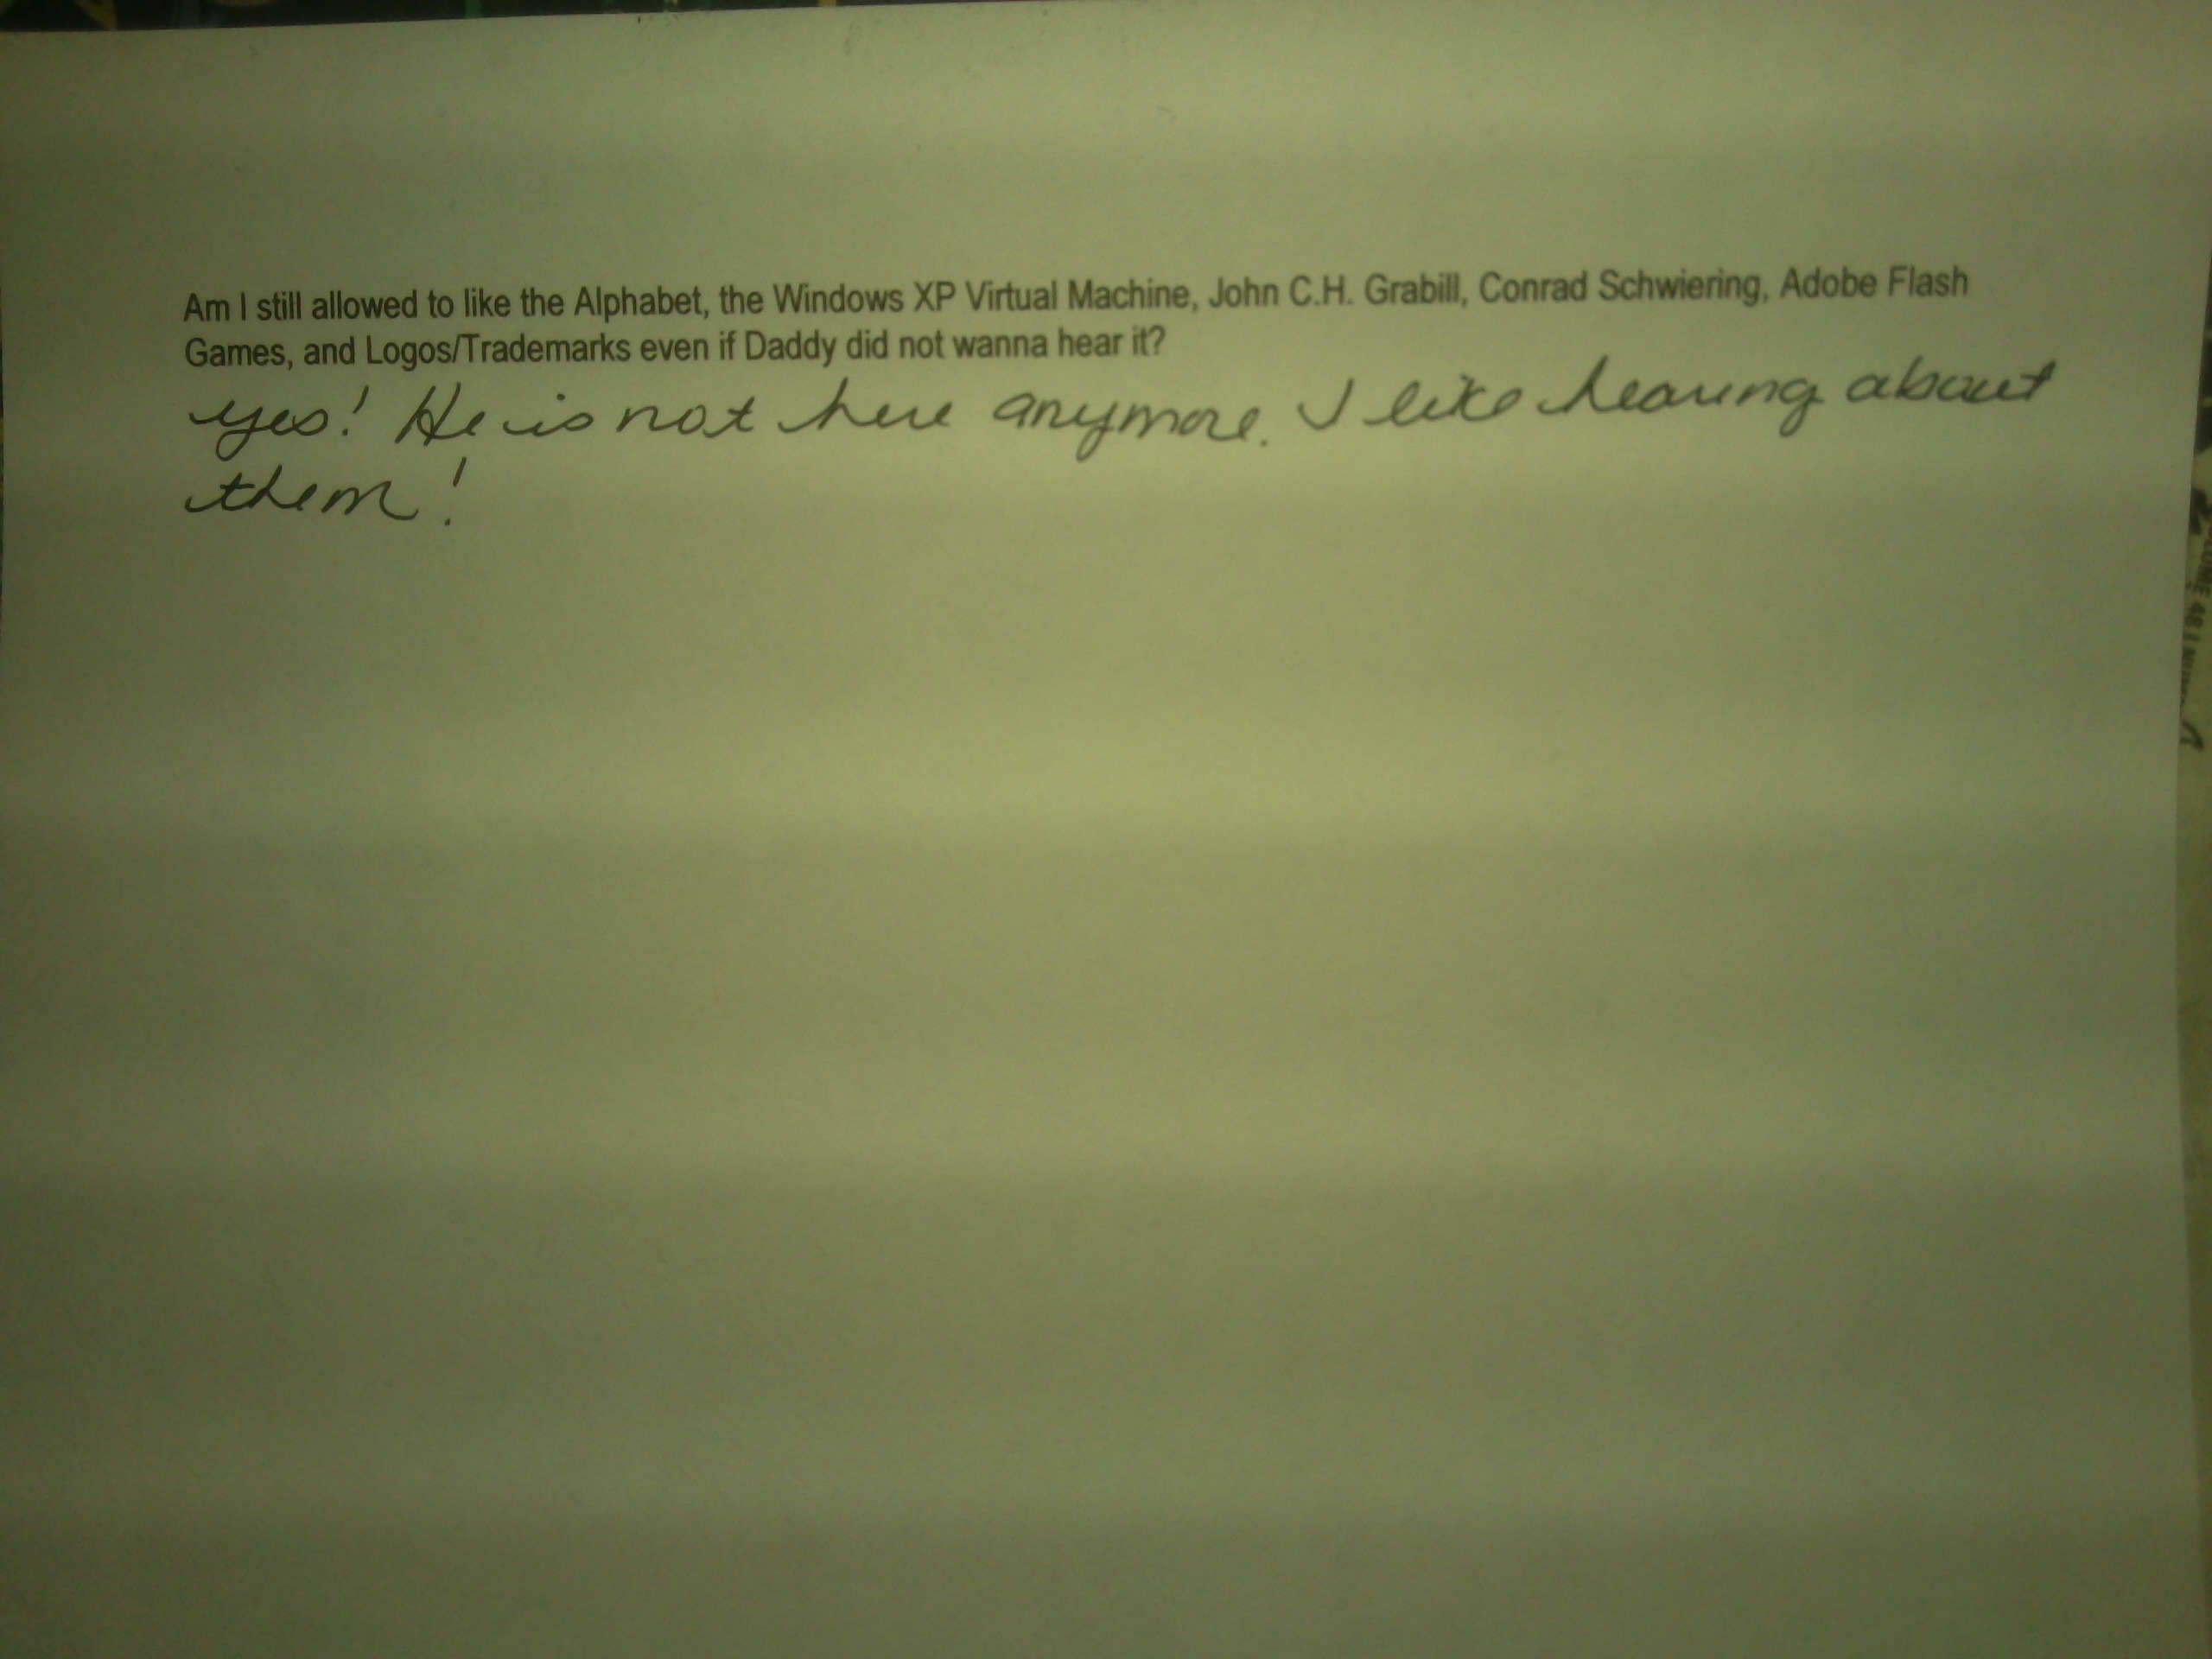 Am I still allowed to like the Alphabet, the Windows XP Virtual Machine, John C.H. Grabill, Conrad Schwiering, Adobe Flash
Games, and Logos/Trademarks even if Daddy did not wanna hear it?
yes! He is not here anymore. I like hearing about
them!